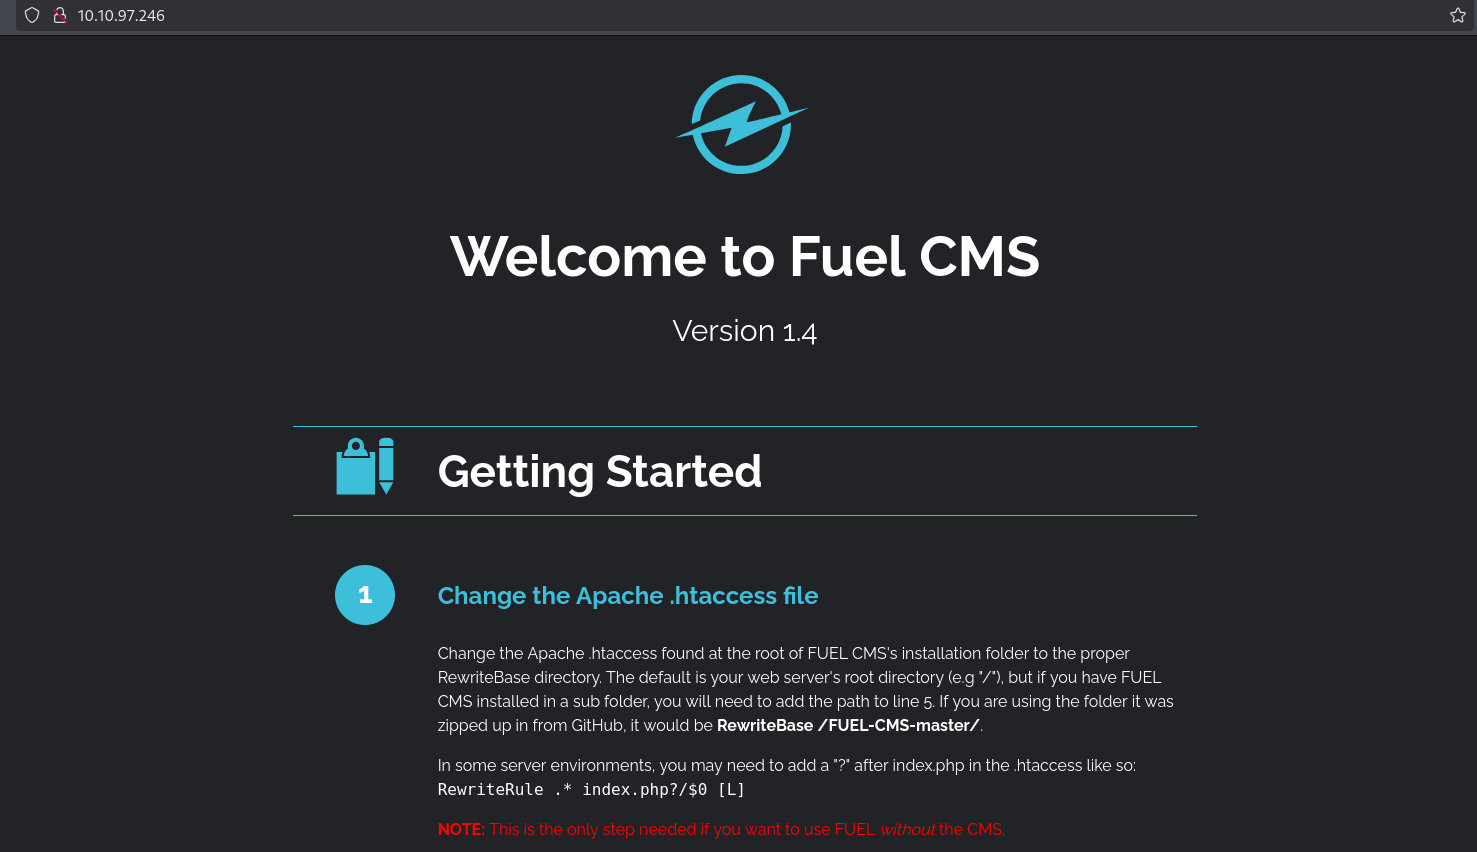 10.10.97.246
Welcome to Fuel CMS
Version 1.4
Getting Started
1
Change the Apache .htaccess file
Change the Apache .htaccess found at the root of FUEL CMS's installation folder to the proper
RewriteBase directory. The default is your web server's root directory (e.g "/"), but if you have FUEL
CMS installed in a sub folder, you will need to add the path to line 5. If you are using the folder it was
zipped up in from GitHub, it would be RewriteBase /FUEL-CMS-master/.
In some server environments, you may need to add a "?" after index.php in the .htaccess like so:
RewriteRule .* index.php?/$0 [L]
NOTE: This is the only step needed if you want to use FUEL without the CMS.